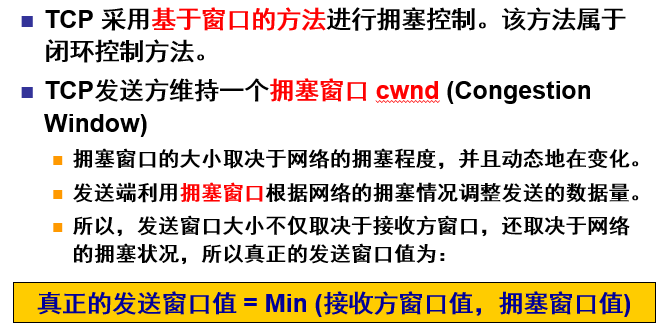 TCP 采用基于窗口的方法进行拥塞控制。该方法属于
闭环控制方法。
TCP发送方维持一个拥塞窗口 cwnd (Congestion
Window)
拥塞窗口的大小取决于网络的拥塞程度，并且动态地在变化。
发送端利用拥塞窗口根据网络的拥塞情况调整发送的数据量。
所以，发送窗口大小不仅取决于接收方窗口，还取决于网络
的拥塞状况，所以真正的发送窗口值为：
真正的发送窗口值 = Min (接收方窗口值，拥塞窗口值)